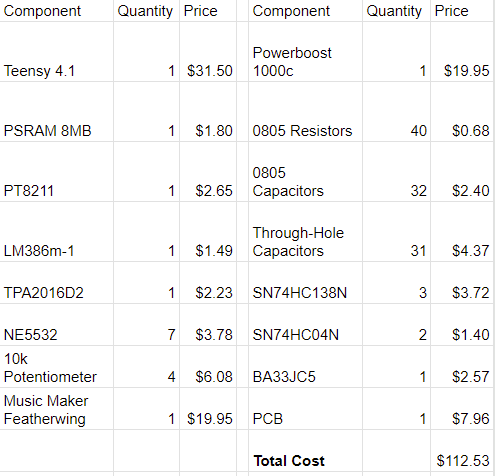 Component Quantity Price Component Quantity Price
Powerboost
Teensy 4.1 1 $31.50 1000c 1 $19.95
PSRAM 8MB 1 $1.80 0805 Resistors 40 $0.68
0805
PT8211 1 $2.65 Capacitors 32 $2.40
Through-Hole
LM386m-1 1 $1.49 Capacitors 31 $4.37
TPA2016D2 1 $2.23 SN74HC138N 3 $3.72
NE5532 7 $3.78 SN74HC04N 2 $1.40
10k
Potentiometer 4 $6.08 BA33JC5 1 $2.57
Music Maker
Featherwing 1 $19.95 PCB 1 $7.96
Total Cost $112.53